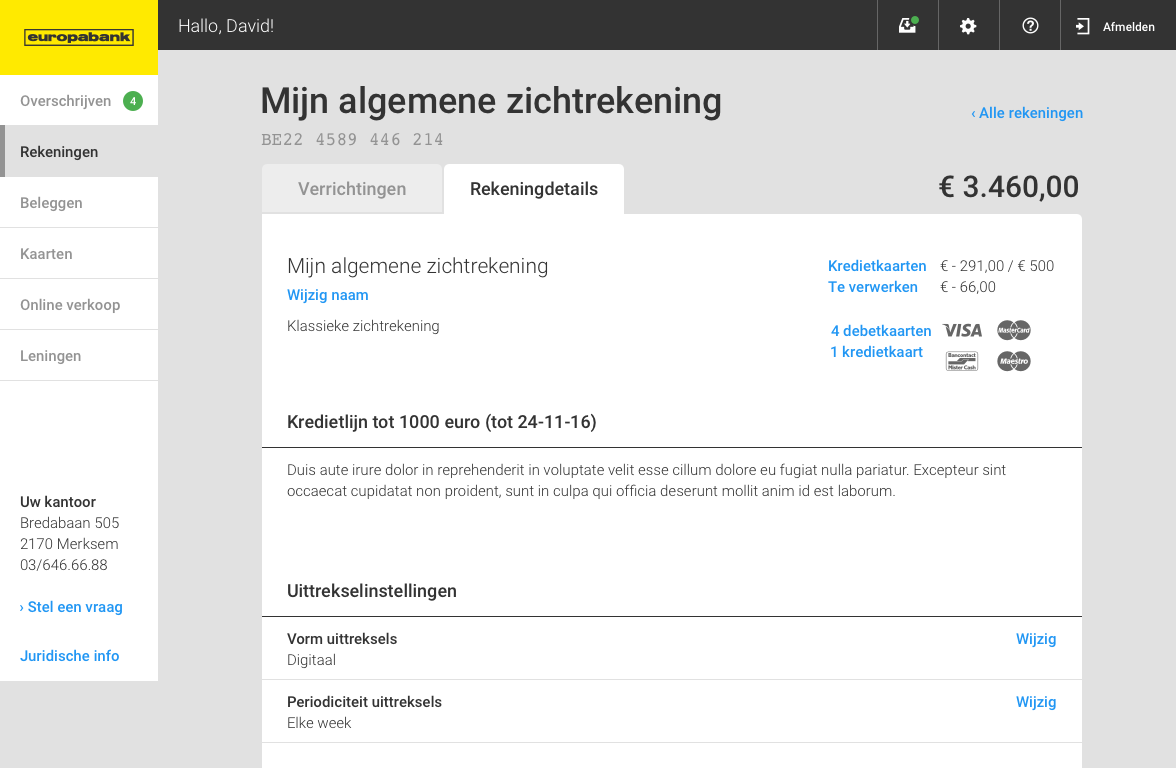 europabank
Hallo, David!
Afmelden
Overschrijven 4
Rekeningen
Beleggen
Kaarten
Online verkoop
Leningen
Uw kantoor
Bredabaan 505
2170 Merksem
03/646.66.88
› Stel een vraag
Juridische info
Mijn algemene zichtrekening
‹ Alle rekeningen
BE22 4589 446 214
Verrichtingen
Rekeningdetails
€ 3.460,00
Mijn algemene zichtrekening
Wijzig naam
Klassieke zichtrekening
Kredietkaarten € - 291,00 / € 500
Te verwerken € - 66,00
4 debetkaarten
1 kredietkaart
VISA
MasterCard
Bancontact
Mister Cash
Maestro
Kredietlijn tot 1000 euro (tot 24-11-16)
Duis aute irure dolor in reprehenderit in voluptate velit esse cillum dolore eu fugiat nulla pariatur. Excepteur sint
occaecat cupidatat non proident, sunt in culpa qui officia deserunt mollit anim id est laborum.
Uittrekselinstellingen
Vorm uittreksels
Wijzig
Digitaal
Periodiciteit uittreksels
Wijzig
Elke week